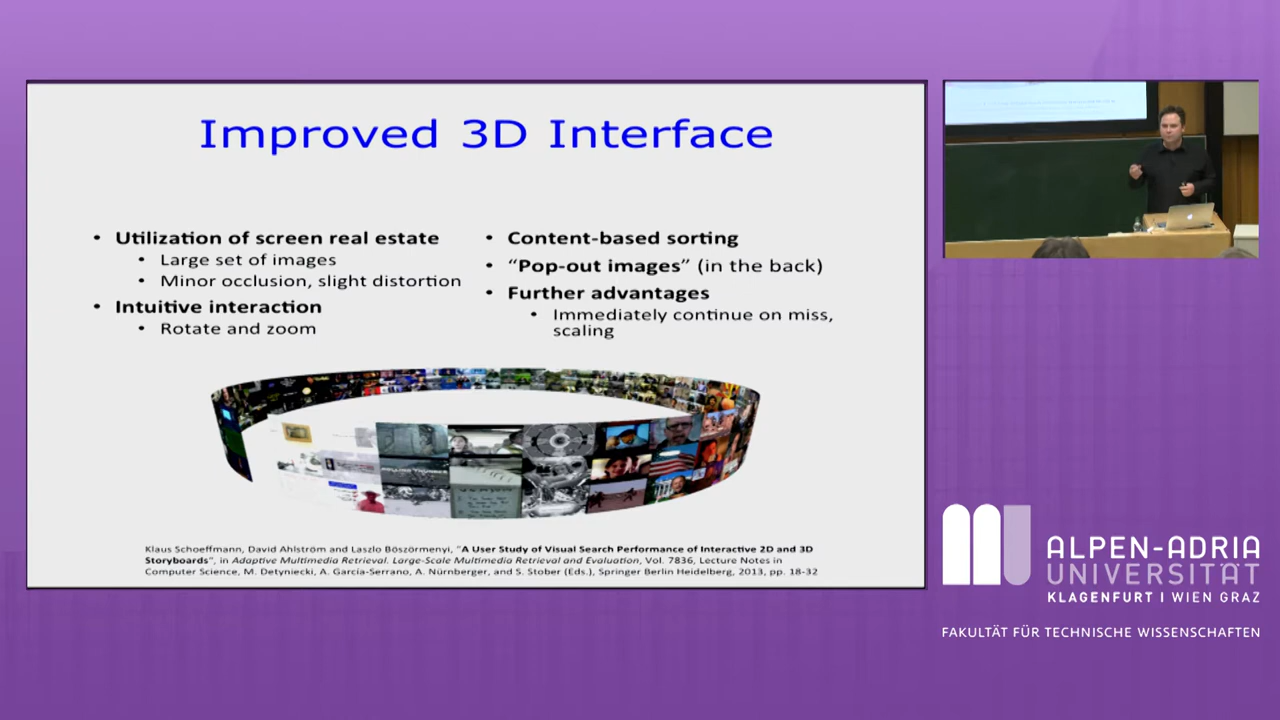 Improved 3D Interface
• Utilization of screen real estate
• Large set of images
• Minor occlusion, slight distortion
• Intuitive interaction
• Rotate and zoom
• Content-based sorting
• “Pop-out images” (in the back)
• Further advantages
• Immediately continue on miss,
scaling
Klaus Schoeffmann, David Ahlström and Laszlo Böszörmenyi, “A User Study of Visual Search Performance of Interactive 2D and 3D
Storyboards”, in Adaptive Multimedia Retrieval. Large-Scale Multimedia Retrieval and Evaluation, Vol. 7836, Lecture Notes in
Computer Science, M. Detyniecki, A. García-Serrano, A. Nürnberger, and S. Stober (Eds.), Springer Berlin Heidelberg, 2013, pp. 18-32
ALPEN-ADRIA
UNIVERSITÄT
KLAGENFURT I WIEN GRAZ
FAKULTÄT FÜR TECHNISCHE WISSENSCHAFTEN